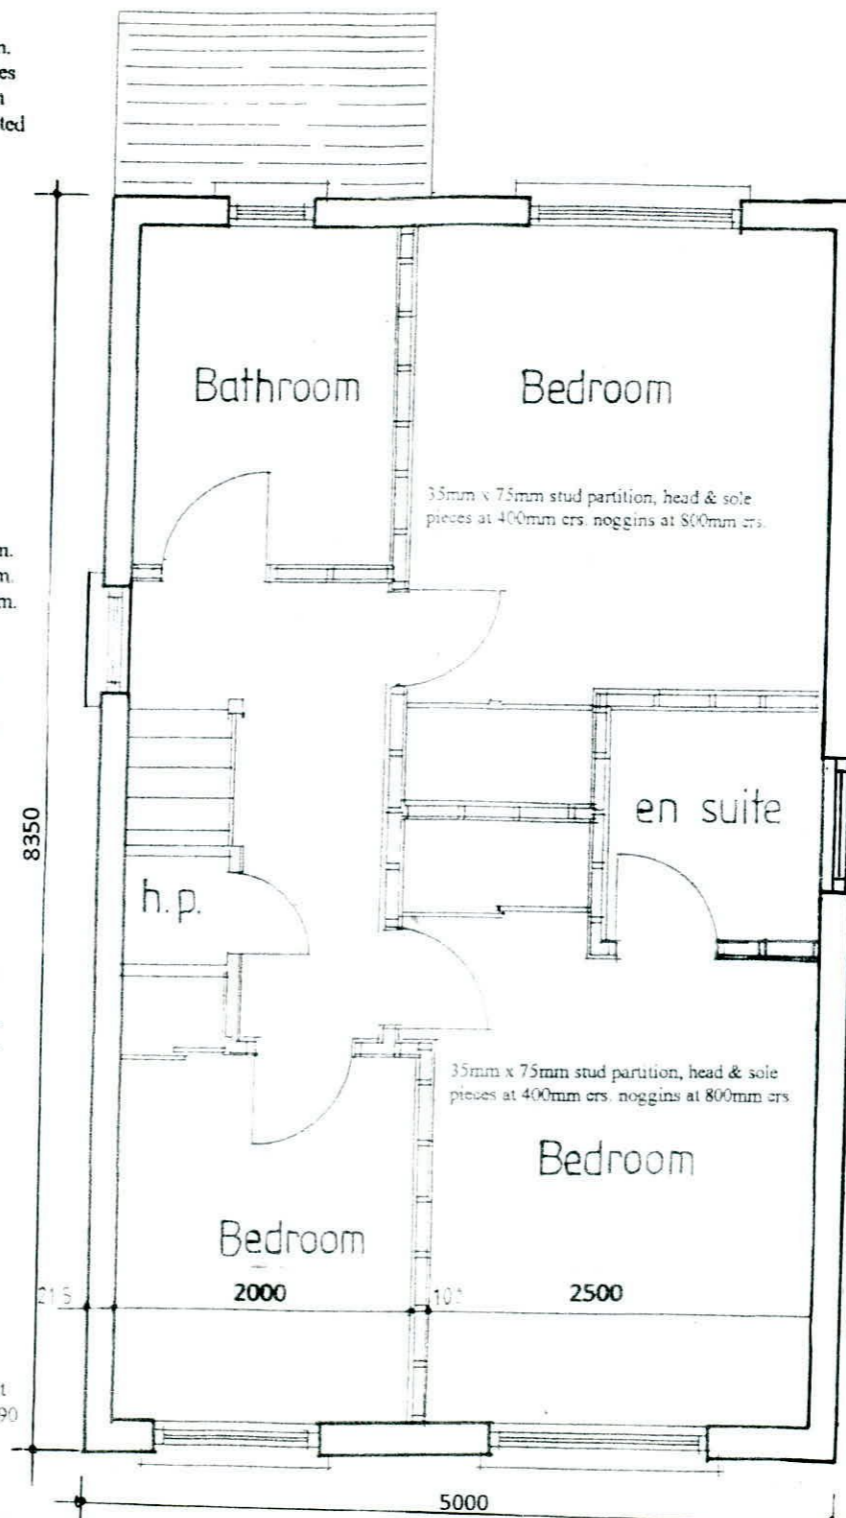 Bathroom
Bedroom
35mm x 75mm stud partition, head & sole
pieces at 400mm crs. noggins at 800mm crs.
8350
en suite
h.p.
35mm x 75mm stud partition, head & sole
pieces at 400mm crs. noggins at 800mm crs
Bedroom
Bedroom
2000
2500
90
5000